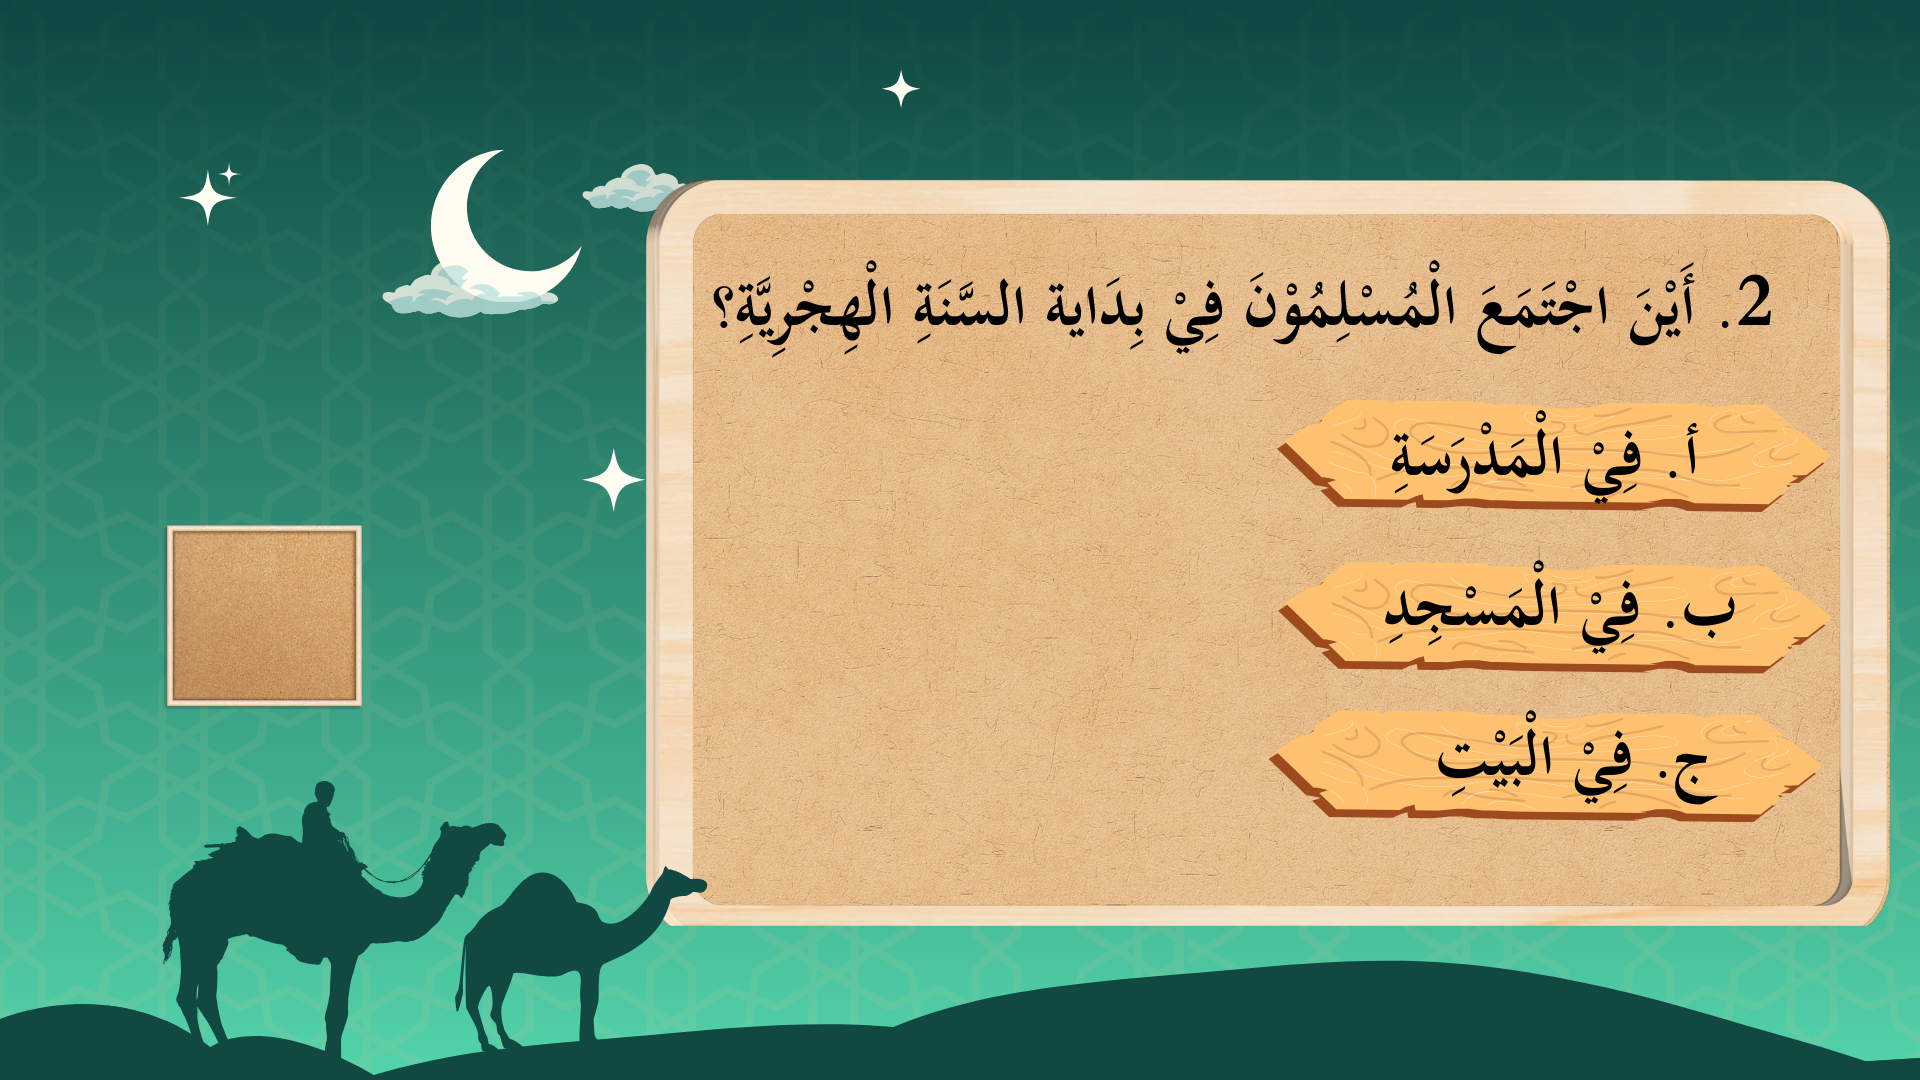 2. أَيْنَ اجْتَمَعَ الْمُسْلِمُوْنَ فِيْ بِدَاية السَّنَةِ الْهِجْرِيَّةِ؟
أ. فِيْ الْمَدْرَسَةِ
ب. فِيْ الْمَسْجِدِ
ج. فِيْ الْبَيْتِ